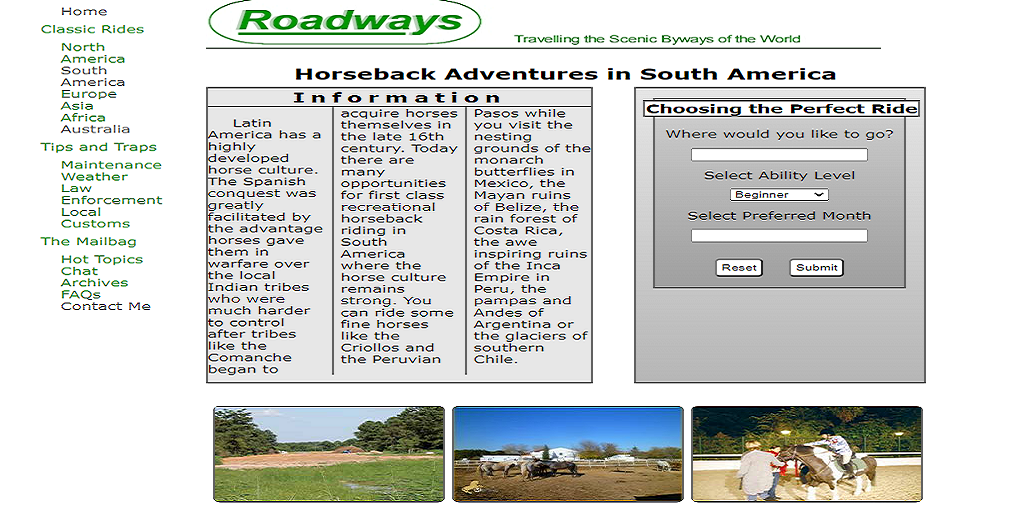 Home
Classic Rides
North
America
South
America
Europe
Asia
Africa
Australia
Tips and Traps
Maintenance
Weather
Law
Enforcement
Local
Customs
The Mailbag
Hot Topics
Chat
Archives
FAQs
Contact Me
Roadways
Travelling the Scenic Byways of the World
Horseback Adventures in South America
Information
Latin
America has a
highly
developed
horse culture.
The Spanish
conquest was
greatly
facilitated by
the advantage
horses gave
them in
warfare over
the local
Indian tribes
who were
much harder
to control
after tribes
like the
Comanche
began to
acquire horses
themselves in
the late 16th
century. Today
there are
many
opportunities
for first class
recreational
horseback
riding in
South
America
where the
horse culture
remains
strong. You
can ride some
fine horses
like the
Criollos and
the Peruvian
Pasos while
you visit the
nesting
grounds of the
monarch
butterflies in
Mexico, the
Mayan ruins
of Belize, the
rain forest of
Costa Rica,
the awe
inspiring ruins
of the Inca
Empire in
Peru, the
pampas and
Andes of
Argentina or
the glaciers of
southern
Chile.
Choosing the Perfect Ride
Where would you like to go?
Select Ability Level
Beginner
Select Preferred Month
Reset
Submit